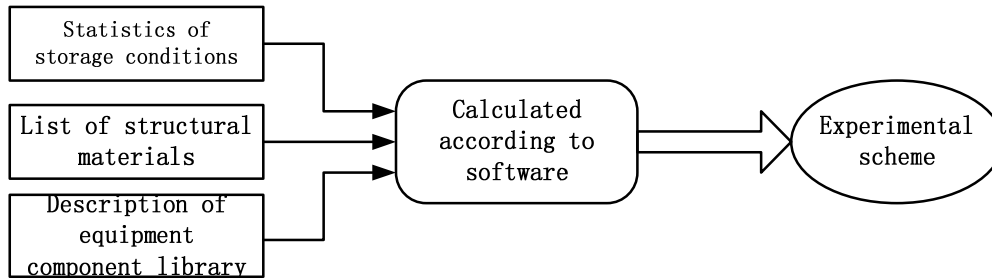 Statistics of
storage conditions
List of structural
materials
Description of
equipment
component library
Calculated
according to
software
Experimental
scheme